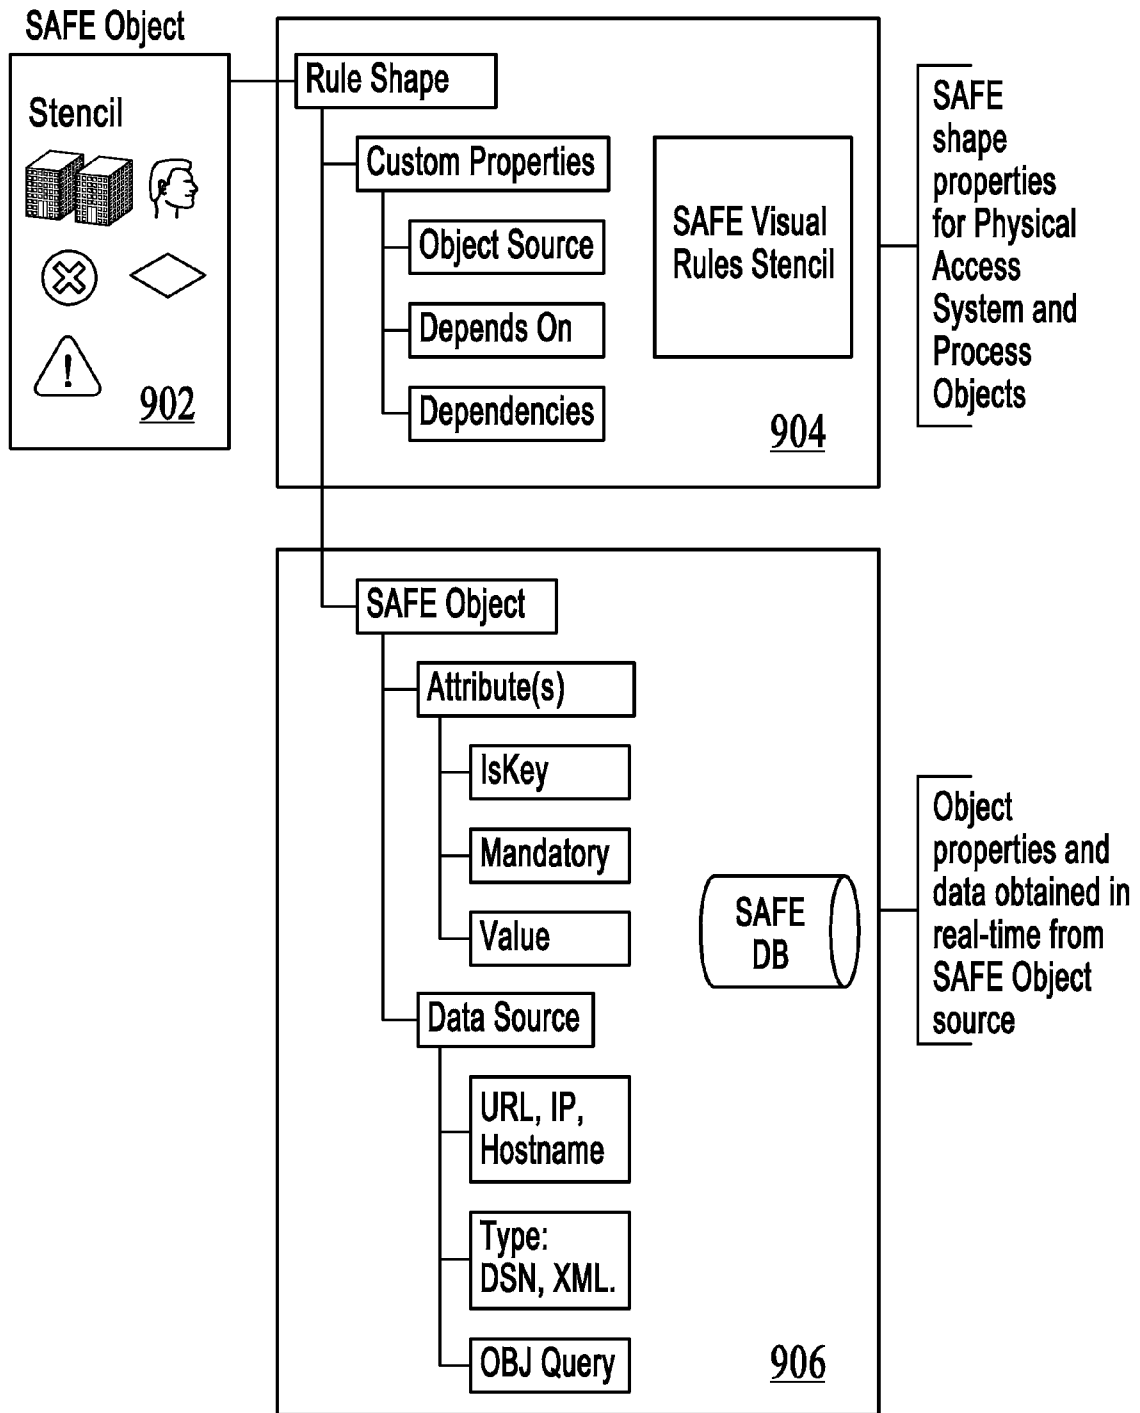 SAFE Object
Stencil
!
902
Rule Shape
Custom Properties
Object Source
Depends On
Dependencies
SAFE Visual
Rules Stencil
904
SAFE
shape
properties
for Physical
Access
System and
Process
Objects
SAFE Object
Attribute(s)
IsKey
Mandatory
Value
Data Source
URL, IP,
Hostname
Type:
DSN, XML.
OBJ Query
SAFE
DB
906
Object
properties and
data obtained in
real-time from
SAFE Object
source